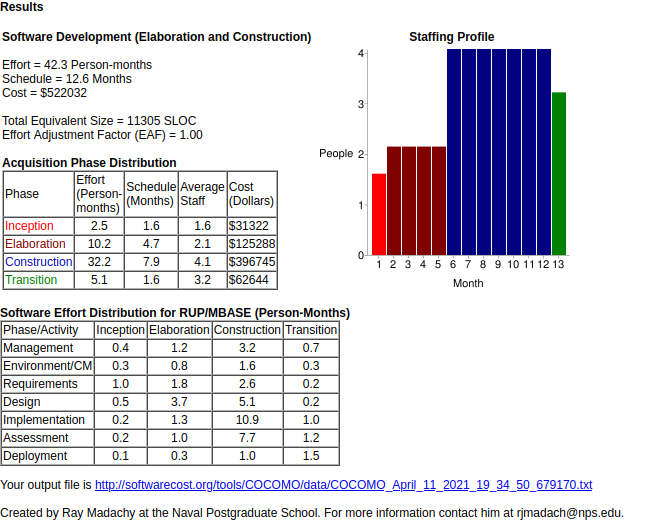 Results
Software Development (Elaboration and Construction)
Effort = 42.3 Person-months
Schedule = 12.6 Months
Cost = $522032
Total Equivalent Size = 11305 SLOC
Effort Adjustment Factor (EAF) = 1.00
Acquisition Phase Distribution
Phase Effort (Person-months) Schedule (Months) Average Staff Cost (Dollars)
Inception 2.5 1.6 1.6 $31322
Elaboration 10.2 4.7 2.1 $125288
Construction 32.2 7.9 4.1 $396745
Transition 5.1 1.6 3.2 $62644
Staffing Profile
4
3
People 2
1
0
1 2 3 4 5 6 7 8 9 10 11 12 13
Month
Software Effort Distribution for RUP/MBASE (Person-Months)
Phase/Activity Inception Elaboration Construction Transition
Management 0.4 1.2 3.2 0.7
Environment/CM 0.3 0.8 1.6 0.3
Requirements 1.0 1.8 2.6 0.2
Design 0.5 3.7 5.1 0.2
Implementation 0.2 1.3 10.9 1.0
Assessment 0.2 1.0 7.7 1.2
Deployment 0.1 0.3 1.0 1.5
Your output file is http://softwarecost.org/tools/COCOMO/data/COCOMO_April_11_2021_19_34_50_679170.txt
Created by Ray Madachy at the Naval Postgraduate School. For more information contact him at rjmadach@nps.edu.